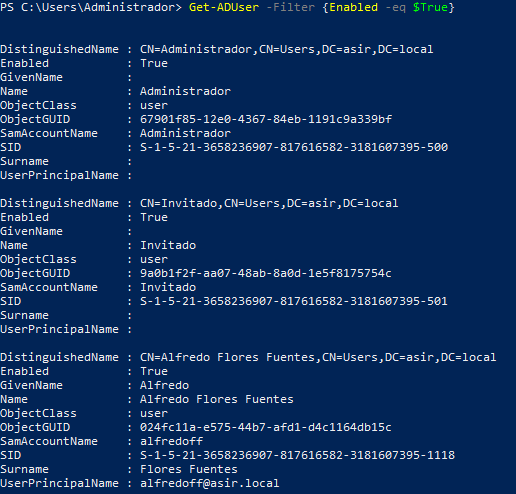 PS C:\Users\Administrador> Get-ADUser -Filter {Enabled -eq $True}
DistinguishedName : CN=Administrador,CN=Users,DC=asir,DC=local
Enabled : True
GivenName :
Name : Administrador
ObjectClass : user
ObjectGUID : 67901f85-12e0-4367-84eb-1191c9a339bf
SamAccountName : Administrador
SID : S-1-5-21-3658236907-817616582-3181607395-500
Surname :
UserPrincipalName :
DistinguishedName : CN=Invitado,CN=Users,DC=asir,DC=local
Enabled : True
GivenName :
Name : Invitado
ObjectClass : user
ObjectGUID : 9a0b1f2f-aa07-48ab-8a0d-1e5f8175754c
SamAccountName : Invitado
SID : S-1-5-21-3658236907-817616582-3181607395-501
Surname :
UserPrincipalName :
DistinguishedName : CN=Alfredo Flores Fuentes,CN=Users,DC=asir,DC=local
Enabled : True
GivenName : Alfredo
Name : Alfredo Flores Fuentes
ObjectClass : user
ObjectGUID : 024fc11a-e575-44b7-afd1-d4c1164db15c
SamAccountName : alfredoff
SID : S-1-5-21-3658236907-817616582-3181607395-1118
Surname : Flores Fuentes
UserPrincipalName : alfredoff@asir.local